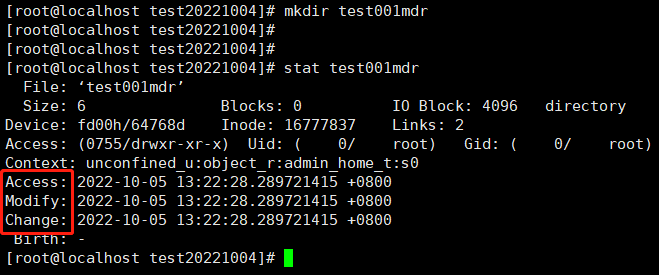 [root@localhost test20221004]# mkdir test001mdr
[root@localhost test20221004]#
[root@localhost test20221004]#
[root@localhost test20221004]# stat test001mdr
  File: ‘test001mdr’
  Size: 6               Blocks: 0          IO Block: 4096   directory
Device: fd00h/64768d    Inode: 16777837    Links: 2
Access: (0755/drwxr-xr-x)  Uid: (    0/    root)   Gid: (    0/    root)
Context: unconfined_u:object_r:admin_home_t:s0
Access: 2022-10-05 13:22:28.289721415 +0800
Modify: 2022-10-05 13:22:28.289721415 +0800
Change: 2022-10-05 13:22:28.289721415 +0800
 Birth: -
[root@localhost test20221004]#